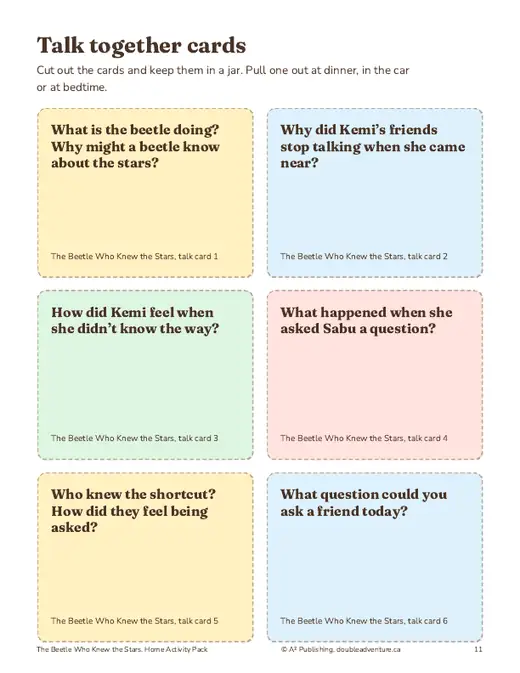 Talk together cards
Cut out the cards and keep them in a jar. Pull one out at dinner, in the car
or at bedtime.
What is the beetle doing?
Why might a beetle know
about the stars?
The Beetle Who Knew the Stars, talk card 1
Why did Kemi’s friends
stop talking when she came
near?
The Beetle Who Knew the Stars, talk card 2
How did Kemi feel when
she didn’t know the way?
The Beetle Who Knew the Stars, talk card 3
What happened when she
asked Sabu a question?
The Beetle Who Knew the Stars, talk card 4
Who knew the shortcut?
How did they feel being
asked?
The Beetle Who Knew the Stars, talk card 5
What question could you
ask a friend today?
The Beetle Who Knew the Stars, talk card 6
The Beetle Who Knew the Stars. Home Activity Pack
© A² Publishing, doubleadventure.ca
11